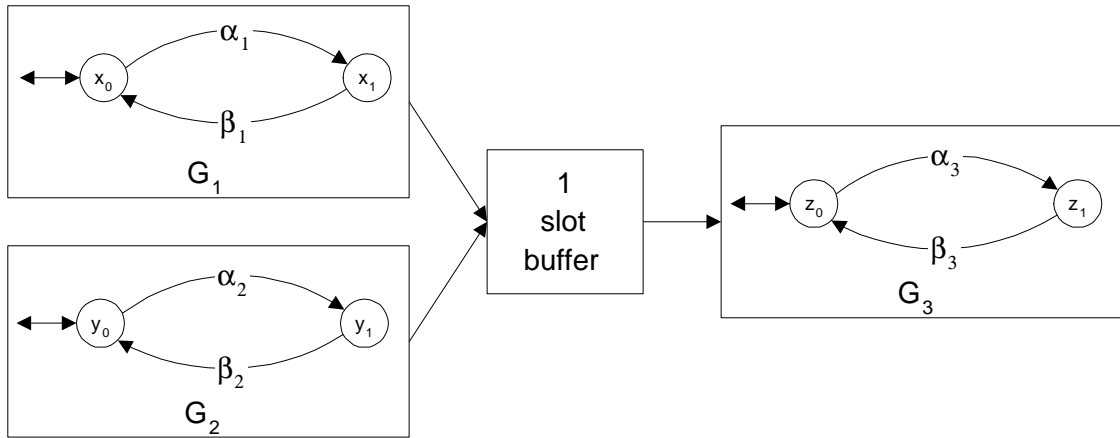 α₁
x₀
x₁
β₁
G₁
α₂
y₀
y₁
β₂
G₂
1
slot
buffer
α₃
z₀
z₁
β₃
G₃